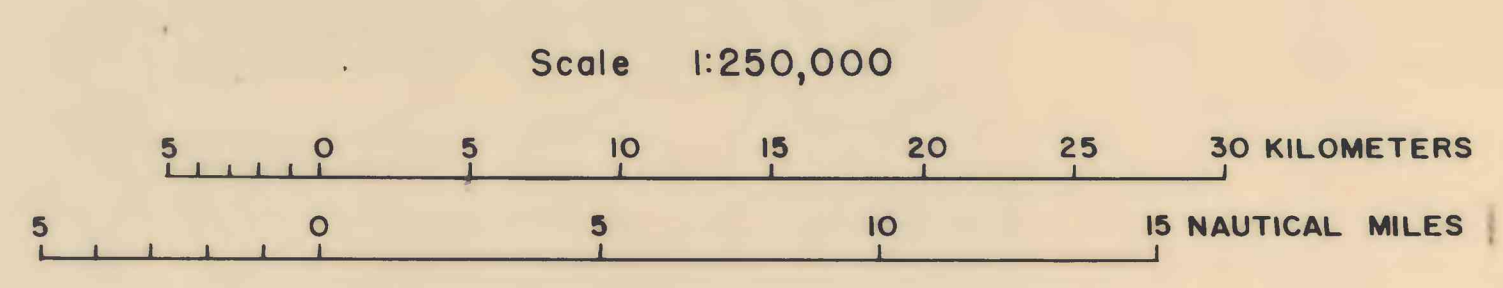 Scale 1:250,000
5 0 5 10 15 20 25 30 KILOMETERS
5 0 5 10 15 NAUTICAL MILES